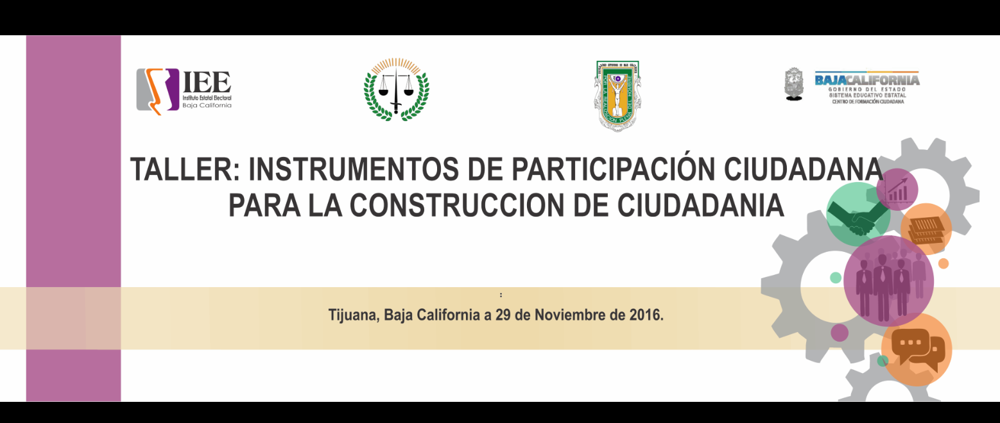 IEE
Instituto Estatal Electoral
Baja California
POR LA REALIZACION PLENA DEL HOMBRE
BAJACALIFORNIA
GOBIERNO DEL ESTADO
SISTEMA EDUCATIVO ESTATAL
CENTRO DE FORMACIÓN CIUDADANA
TALLER: INSTRUMENTOS DE PARTICIPACIÓN CIUDADANA
PARA LA CONSTRUCCION DE CIUDADANIA
:
Tijuana, Baja California a 29 de Noviembre de 2016.